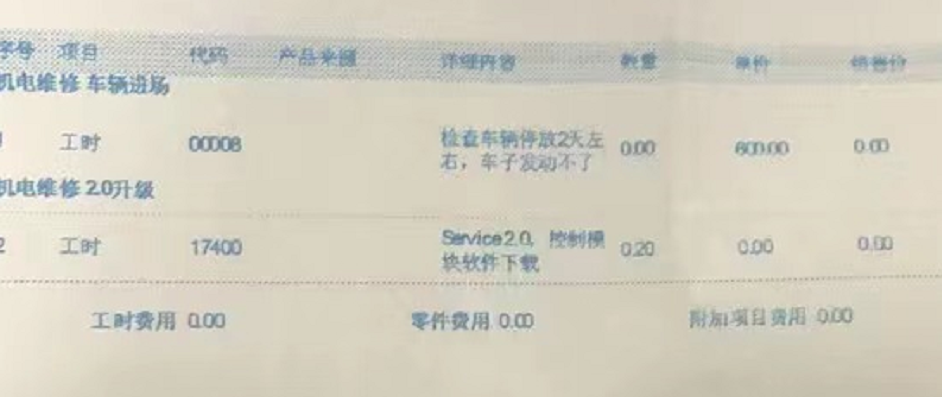 序号 项目 代码 产品来源 详细内容 数量 单价 销售价
机电维修 车辆进场
1 工时 00008 检查车辆停放2天左 0.00 600.00 0.00
右，车子发动不了
机电维修 2.0升级
2 工时 17400 Service2.0，控制模 0.20 0.00 0.00
块软件下载
工时费用 0.00 零件费用 0.00 附加项目费用 0.00